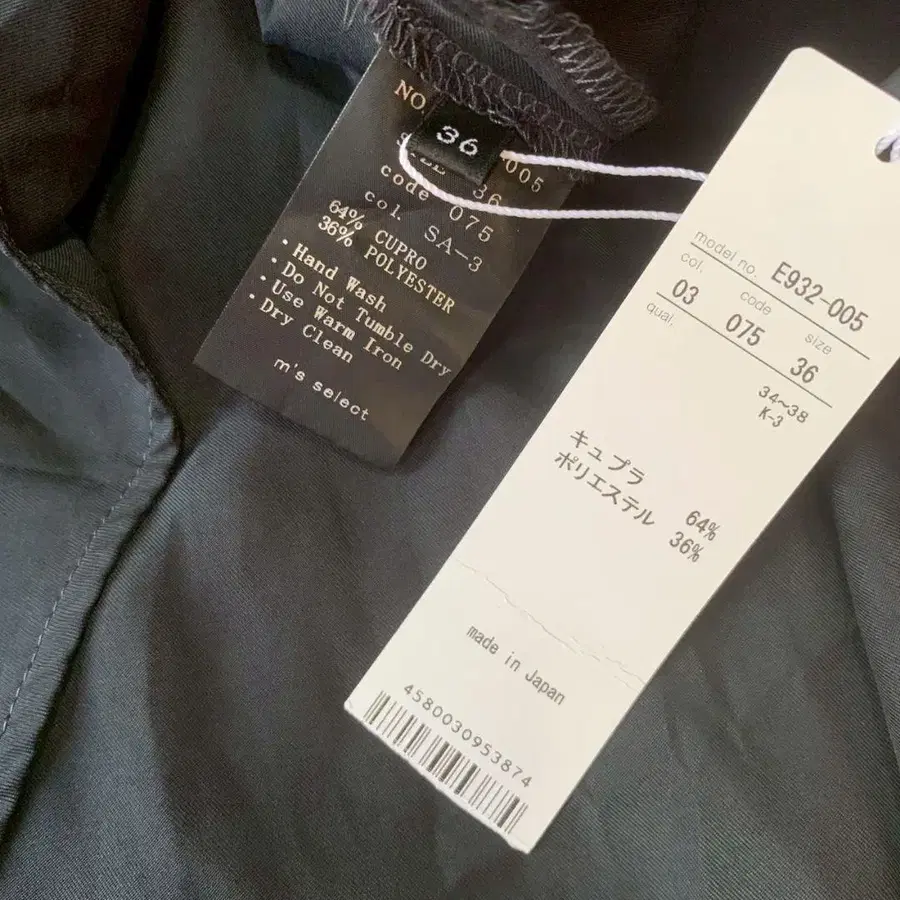 NO
36
005
36
code 075
col. SA-3
64% CUPRO
36% POLYESTER
・Hand Wash
・Do Not Tumble Dry
・Use Warm Iron
・Dry Clean
m's select
model no. E932-005
col. code size
03 075 36
qual.
34~38
K-3
キュプラ 64%
ポリエステル 36%
made in Japan
4580030953874